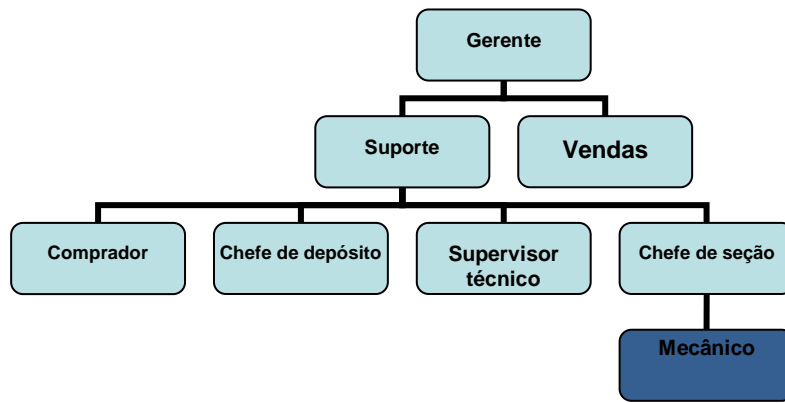 Gerente
Suporte
Vendas
Comprador
Chefe de depósito
Supervisor
técnico
Chefe de seção
Mecânico